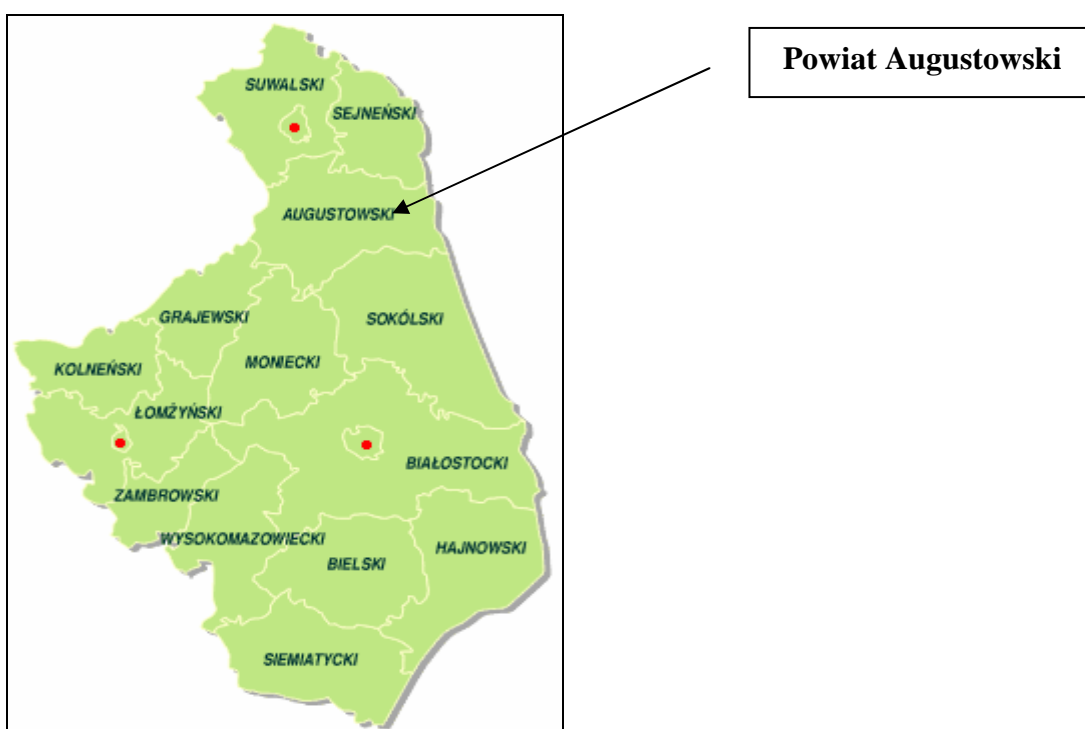 Powiat Augustowski
SUWALSKI
SEJNEŃSKI
AUGUSTOWSKI
GRAJEWSKI
SOKÓLSKI
KOLNEŃSKI
MONIECKI
ŁOMŻYŃSKI
BIAŁOSTOCKI
ZAMBROWSKI
WYSOKOMAZOWIECKI
HAJNOWSKI
BIELSKI
SIEMIATYCKI